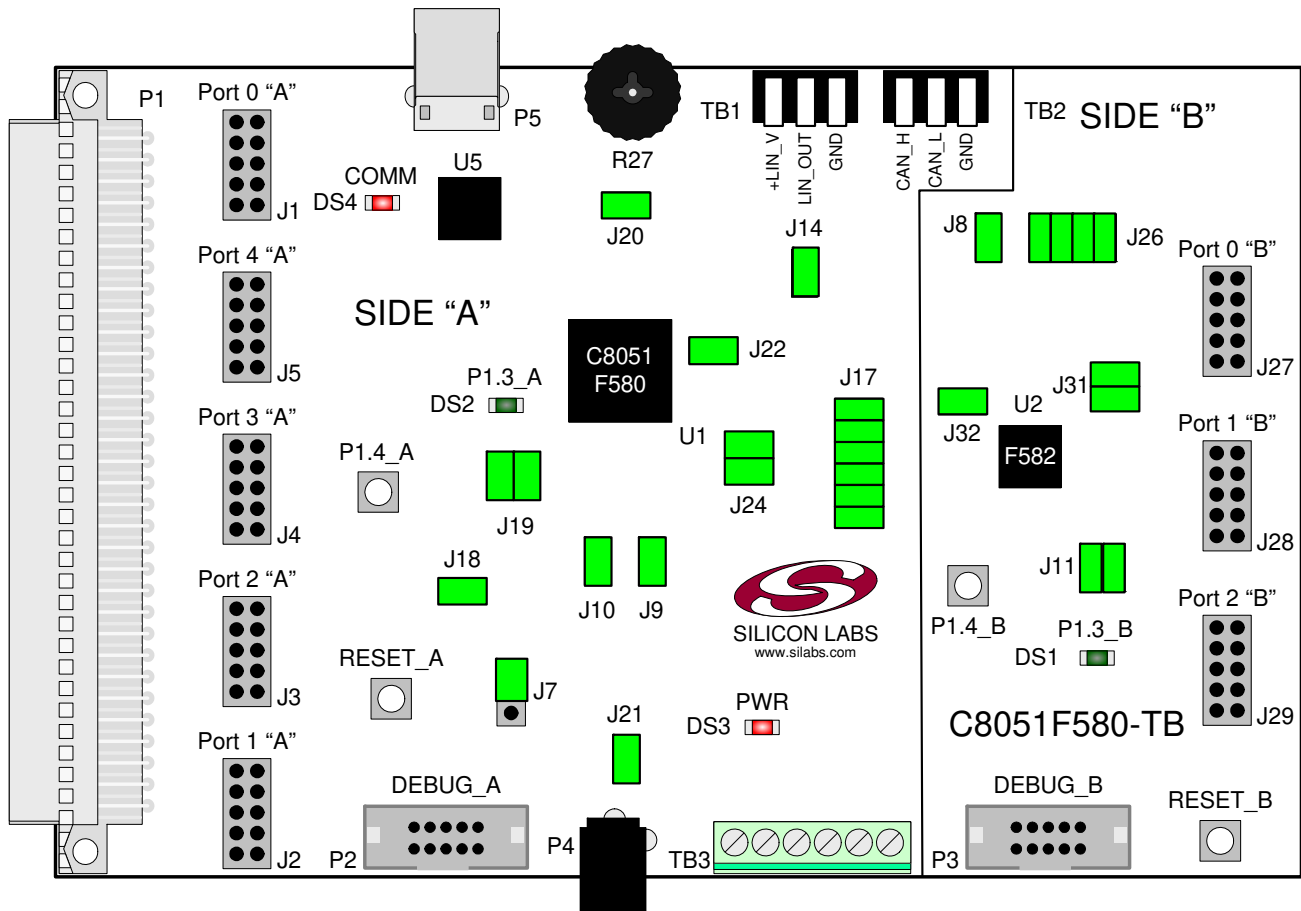 P1
Port 0 “A”
J1
COMM
DS4
U5
P5
R27
J20
TB1
+LIN_V
LIN_OUT
GND
CAN_H
CAN_L
GND
TB2
SIDE “B”
J14
J8
J26
Port 0 “B”
J27
Port 4 “A”
J5
SIDE “A”
C8051
F580
J22
P1.3_A
DS2
U1
J24
J17
J31
J32
U2
F582
Port 3 “A”
J4
P1.4_A
J19
Port 1 “B”
J28
J18
J10
J9
SILICON LABS
www.silabs.com
J11
P1.4_B
P1.3_B
DS1
Port 2 “A”
J3
RESET_A
J7
J21
PWR
DS3
C8051F580-TB
Port 2 “B”
J29
Port 1 “A”
J2
DEBUG_A
P2
P4
TB3
DEBUG_B
P3
RESET_B